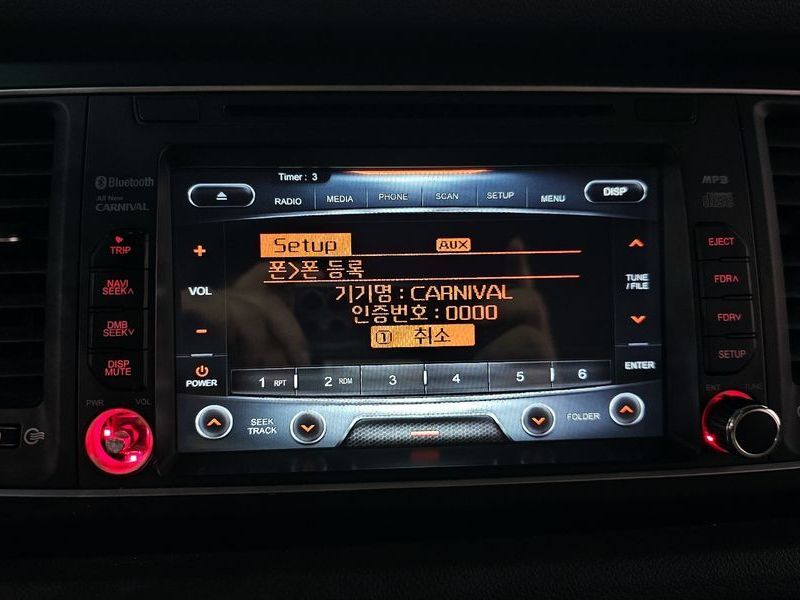 Bluetooth
All New
CARNIVAL
TRIP
NAVI
SEEK∧
DMB
SEEK∨
DISP
MUTE
PWR VOL
Timer : 3
RADIO MEDIA PHONE SCAN SETUP MENU DISP
+
VOL
-
POWER
Setup AUX
폰>폰 등록
기기명 : CARNIVAL
인증번호 : 0000
1 취소
TUNE
/FILE
ENTER
1 RPT 2 RDM 3 4 5 6
SEEK
TRACK
FOLDER
MP3
EJECT
FDR∧
FDR∨
SETUP
ENT TUNE